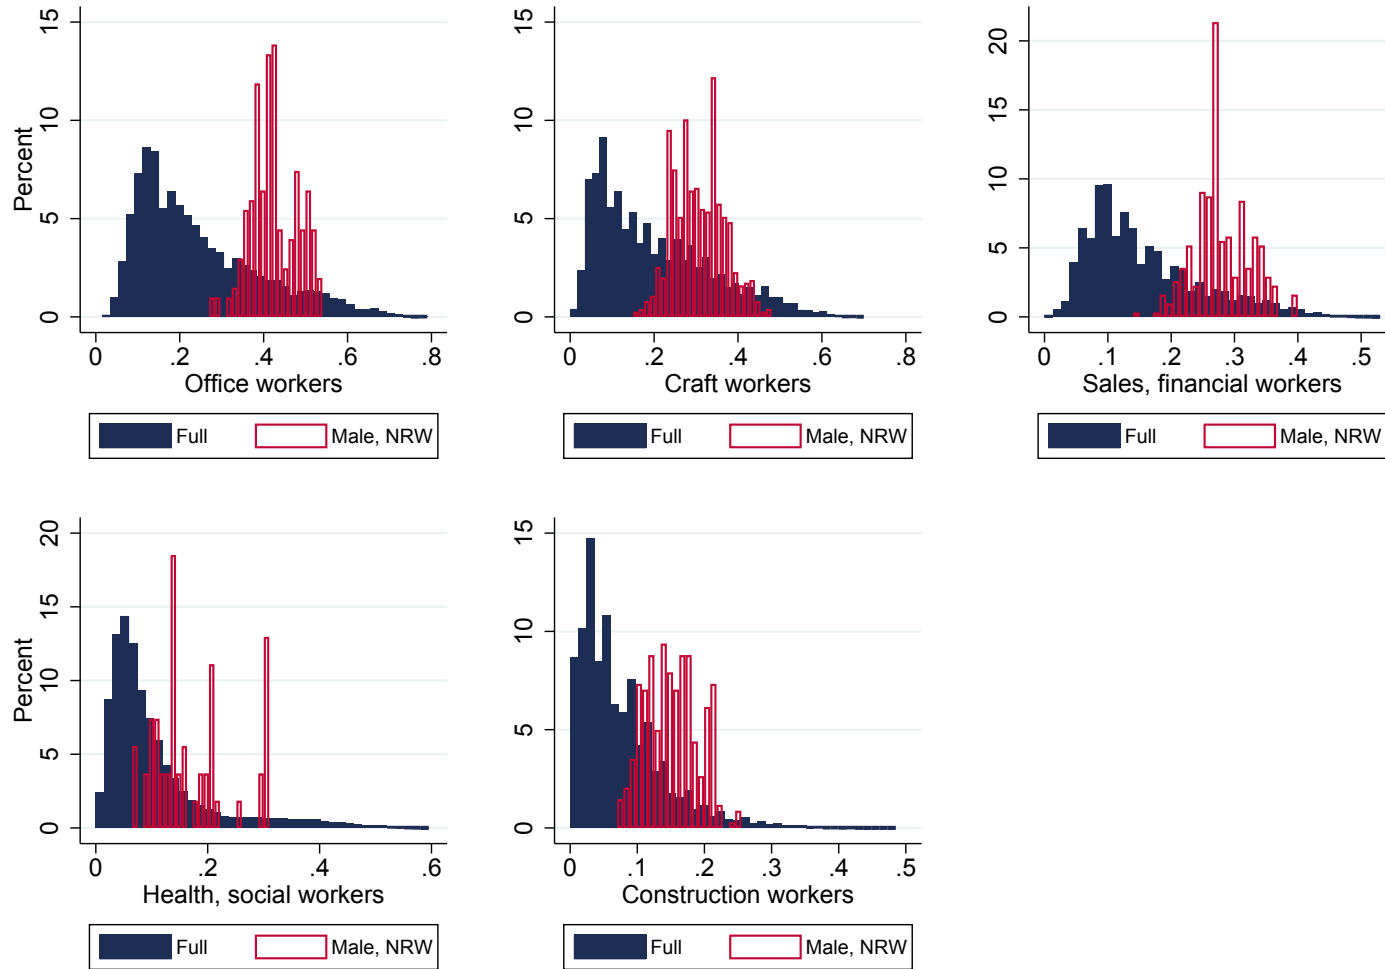 Percent
15
10
5
0
0 .2 .4 .6 .8
Office workers
Full Male, NRW
15
10
5
0
0 .2 .4 .6 .8
Craft workers
Full Male, NRW
20
15
10
5
0
0 .1 .2 .3 .4 .5
Sales, financial workers
Full Male, NRW
Percent
20
15
10
5
0
0 .2 .4 .6
Health, social workers
Full Male, NRW
15
10
5
0
0 .1 .2 .3 .4 .5
Construction workers
Full Male, NRW